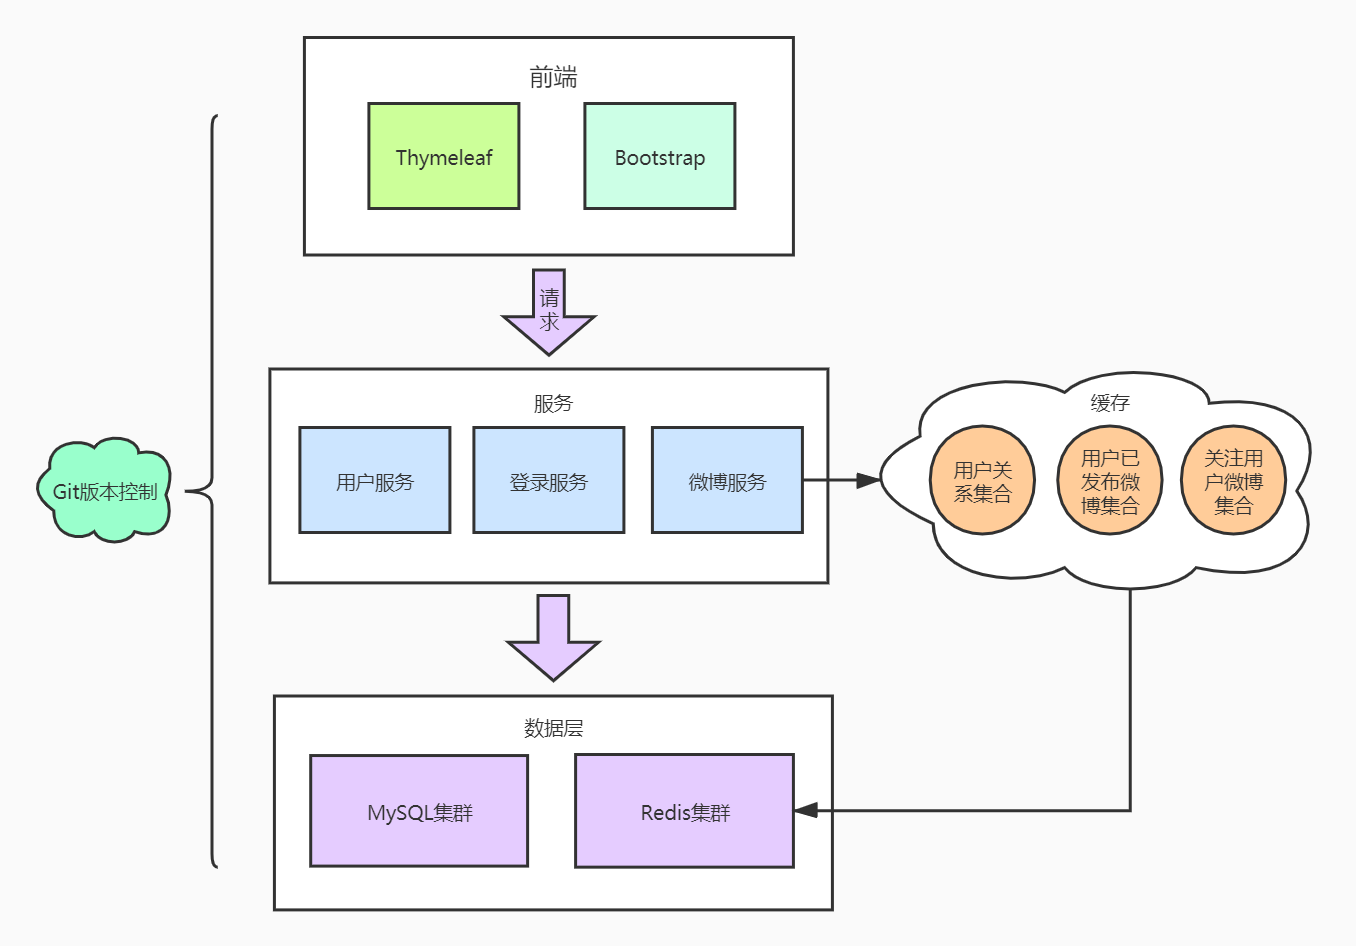 前端
Thymeleaf
Bootstrap
请
求
服务
用户服务
登录服务
微博服务
缓存
用户关
系集合
用户已
发布微
博集合
关注用
户微博
集合
Git版本控制
数据层
MySQL集群
Redis集群